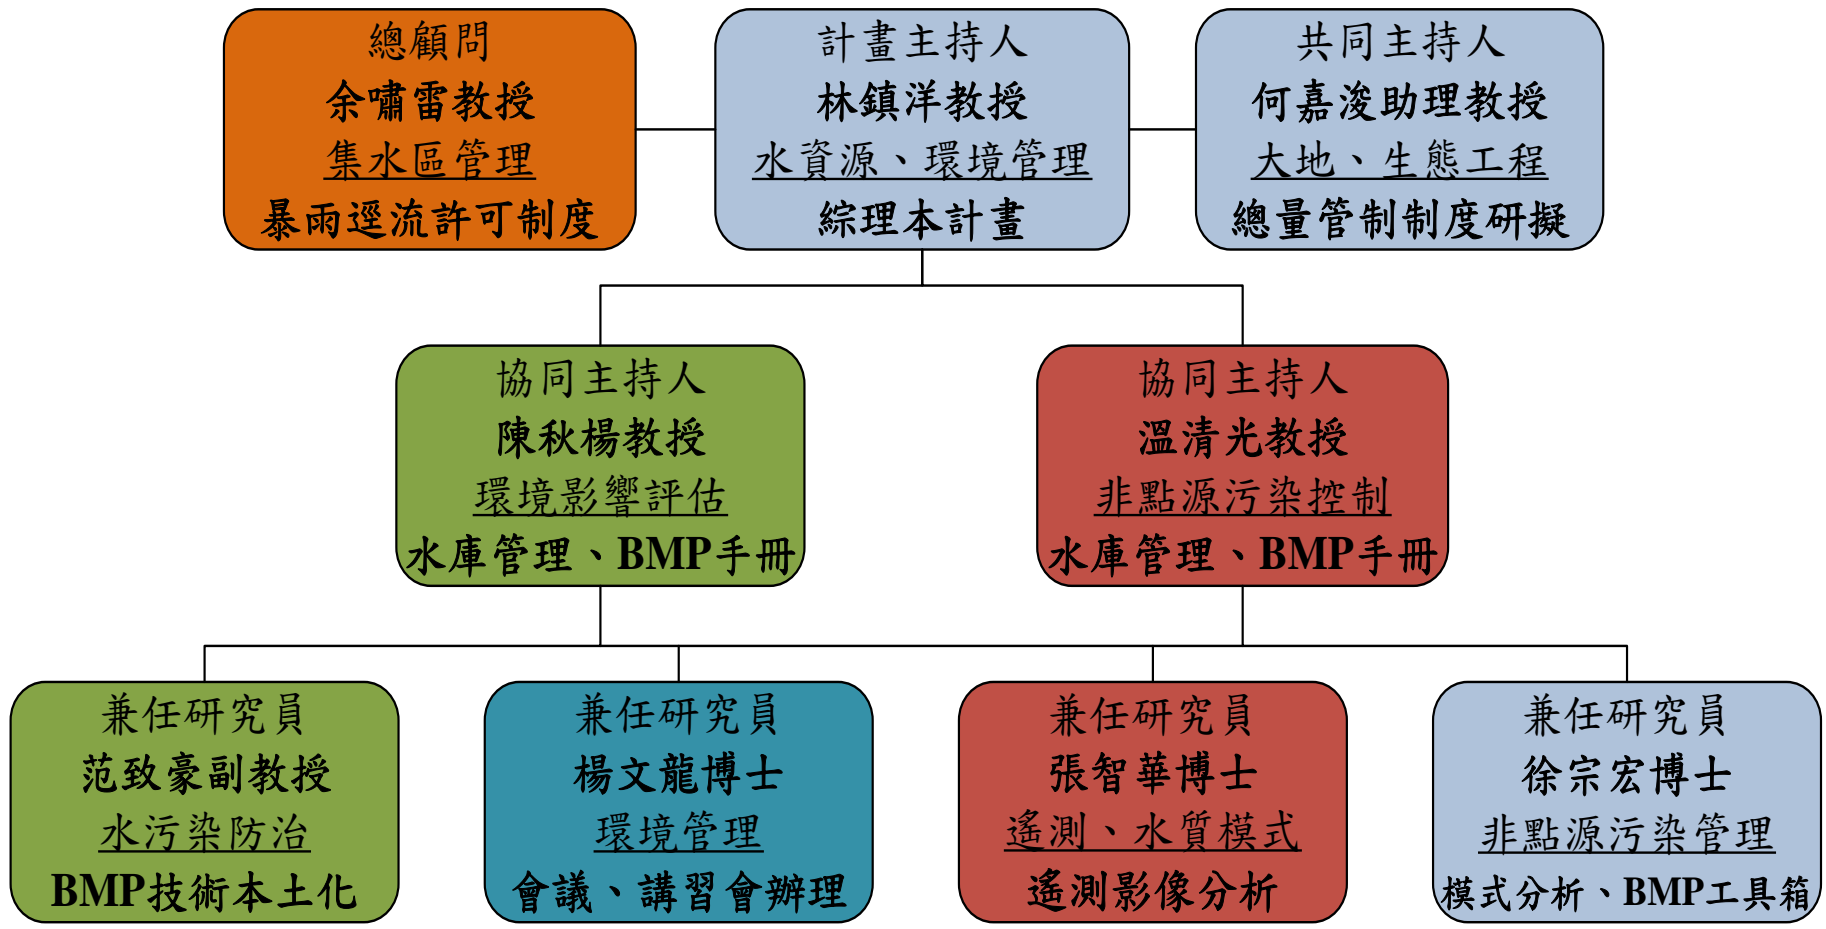 總顧問
余嘯雷教授
集水區管理
暴雨逕流許可制度
計畫主持人
林鎮洋教授
水資源、環境管理
綜理本計畫
共同主持人
何嘉浚助理教授
大地、生態工程
總量管制制度研擬
協同主持人
陳秋楊教授
環境影響評估
水庫管理、BMP手冊
協同主持人
溫清光教授
非點源污染控制
水庫管理、BMP手冊
兼任研究員
范致豪副教授
水污染防治
BMP技術本土化
兼任研究員
楊文龍博士
環境管理
會議、講習會辦理
兼任研究員
張智華博士
遙測、水質模式
遙測影像分析
兼任研究員
徐宗宏博士
非點源污染管理
模式分析、BMP工具箱